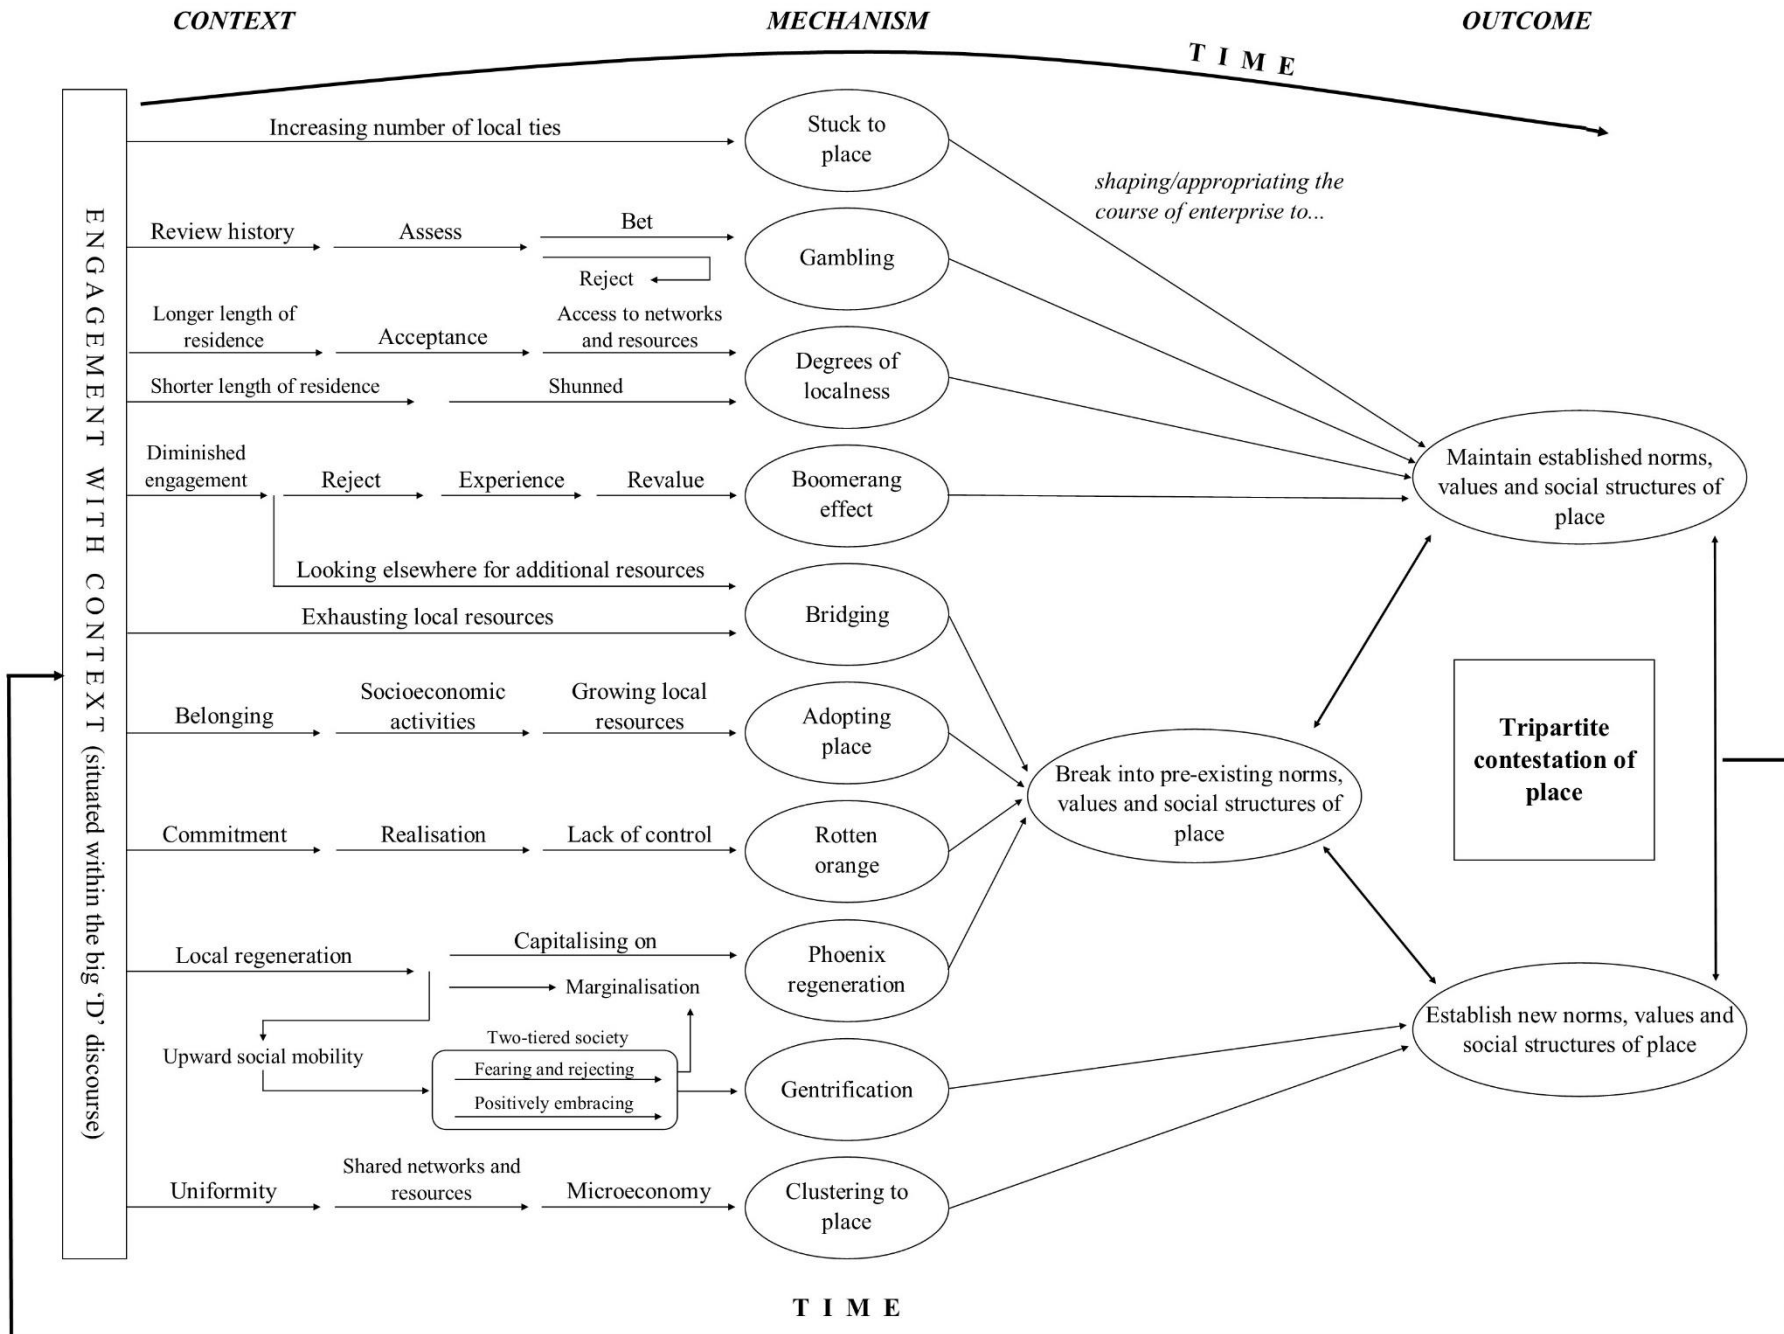 CONTEXT
MECHANISM
OUTCOME
T I M E
ENGAGEMENT WITH CONTEXT (situated within the big ‘D’ discourse)
Increasing number of local ties
Stuck to
place
shaping/appropriating the
course of enterprise to...
Review history
Assess
Bet
Reject
Gambling
Longer length of
residence
Acceptance
Access to networks
and resources
Shorter length of residence
Shunned
Degrees of
localness
Diminished
engagement
Reject
Experience
Revalue
Boomerang
effect
Maintain established norms,
values and social structures of
place
Looking elsewhere for additional resources
Exhausting local resources
Bridging
Belonging
Socioeconomic
activities
Growing local
resources
Adopting
place
Break into pre-existing norms,
values and social structures of
place
Tripartite
contestation of
place
Commitment
Realisation
Lack of control
Rotten
orange
Local regeneration
Capitalising on
Marginalisation
Phoenix
regeneration
Upward social mobility
Two-tiered society
Fearing and rejecting
Positively embracing
Gentrification
Establish new norms, values and
social structures of place
Uniformity
Shared networks and
resources
Microeconomy
Clustering to
place
T I M E